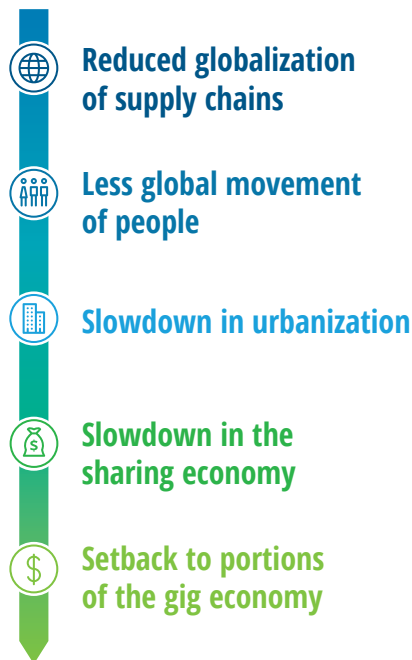 Reduced globalization
of supply chains
Less global movement
of people
Slowdown in urbanization
Slowdown in the
$
sharing economy
Setback to portions
$
of the gig economy